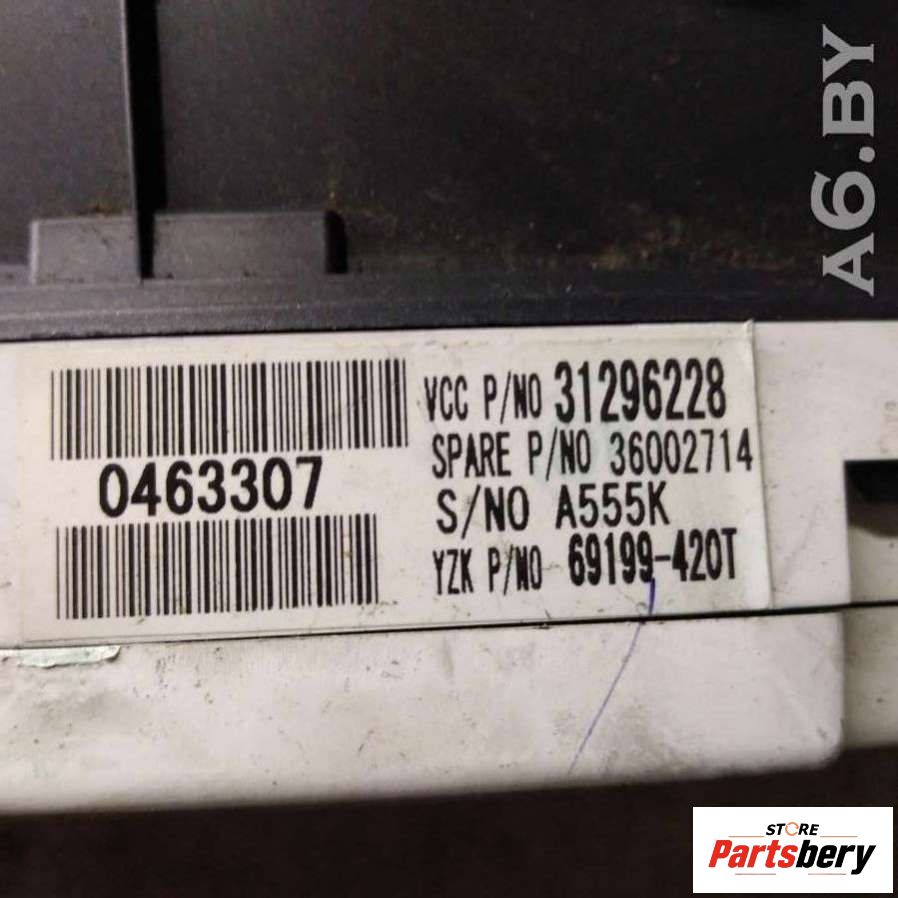 A6.BY
VCC P/NO 31296228
SPARE P/NO 36002714
0463307
S/NO A555K
YZK P/NO 69199-420T
STORE
Partsbery